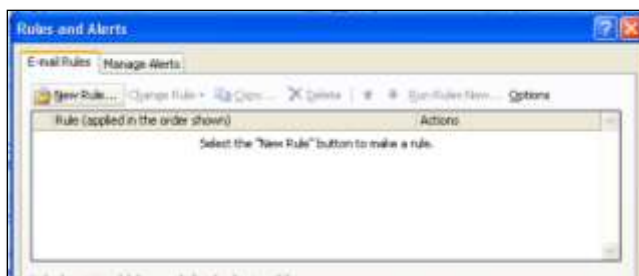 Rules and Alerts
E-mail Rules Manage Alerts
New Rule... Change Rule Copy... Delete Run Rules Now... Options
Rule (applied in the order shown) Actions
Select the "New Rule" button to make a rule.